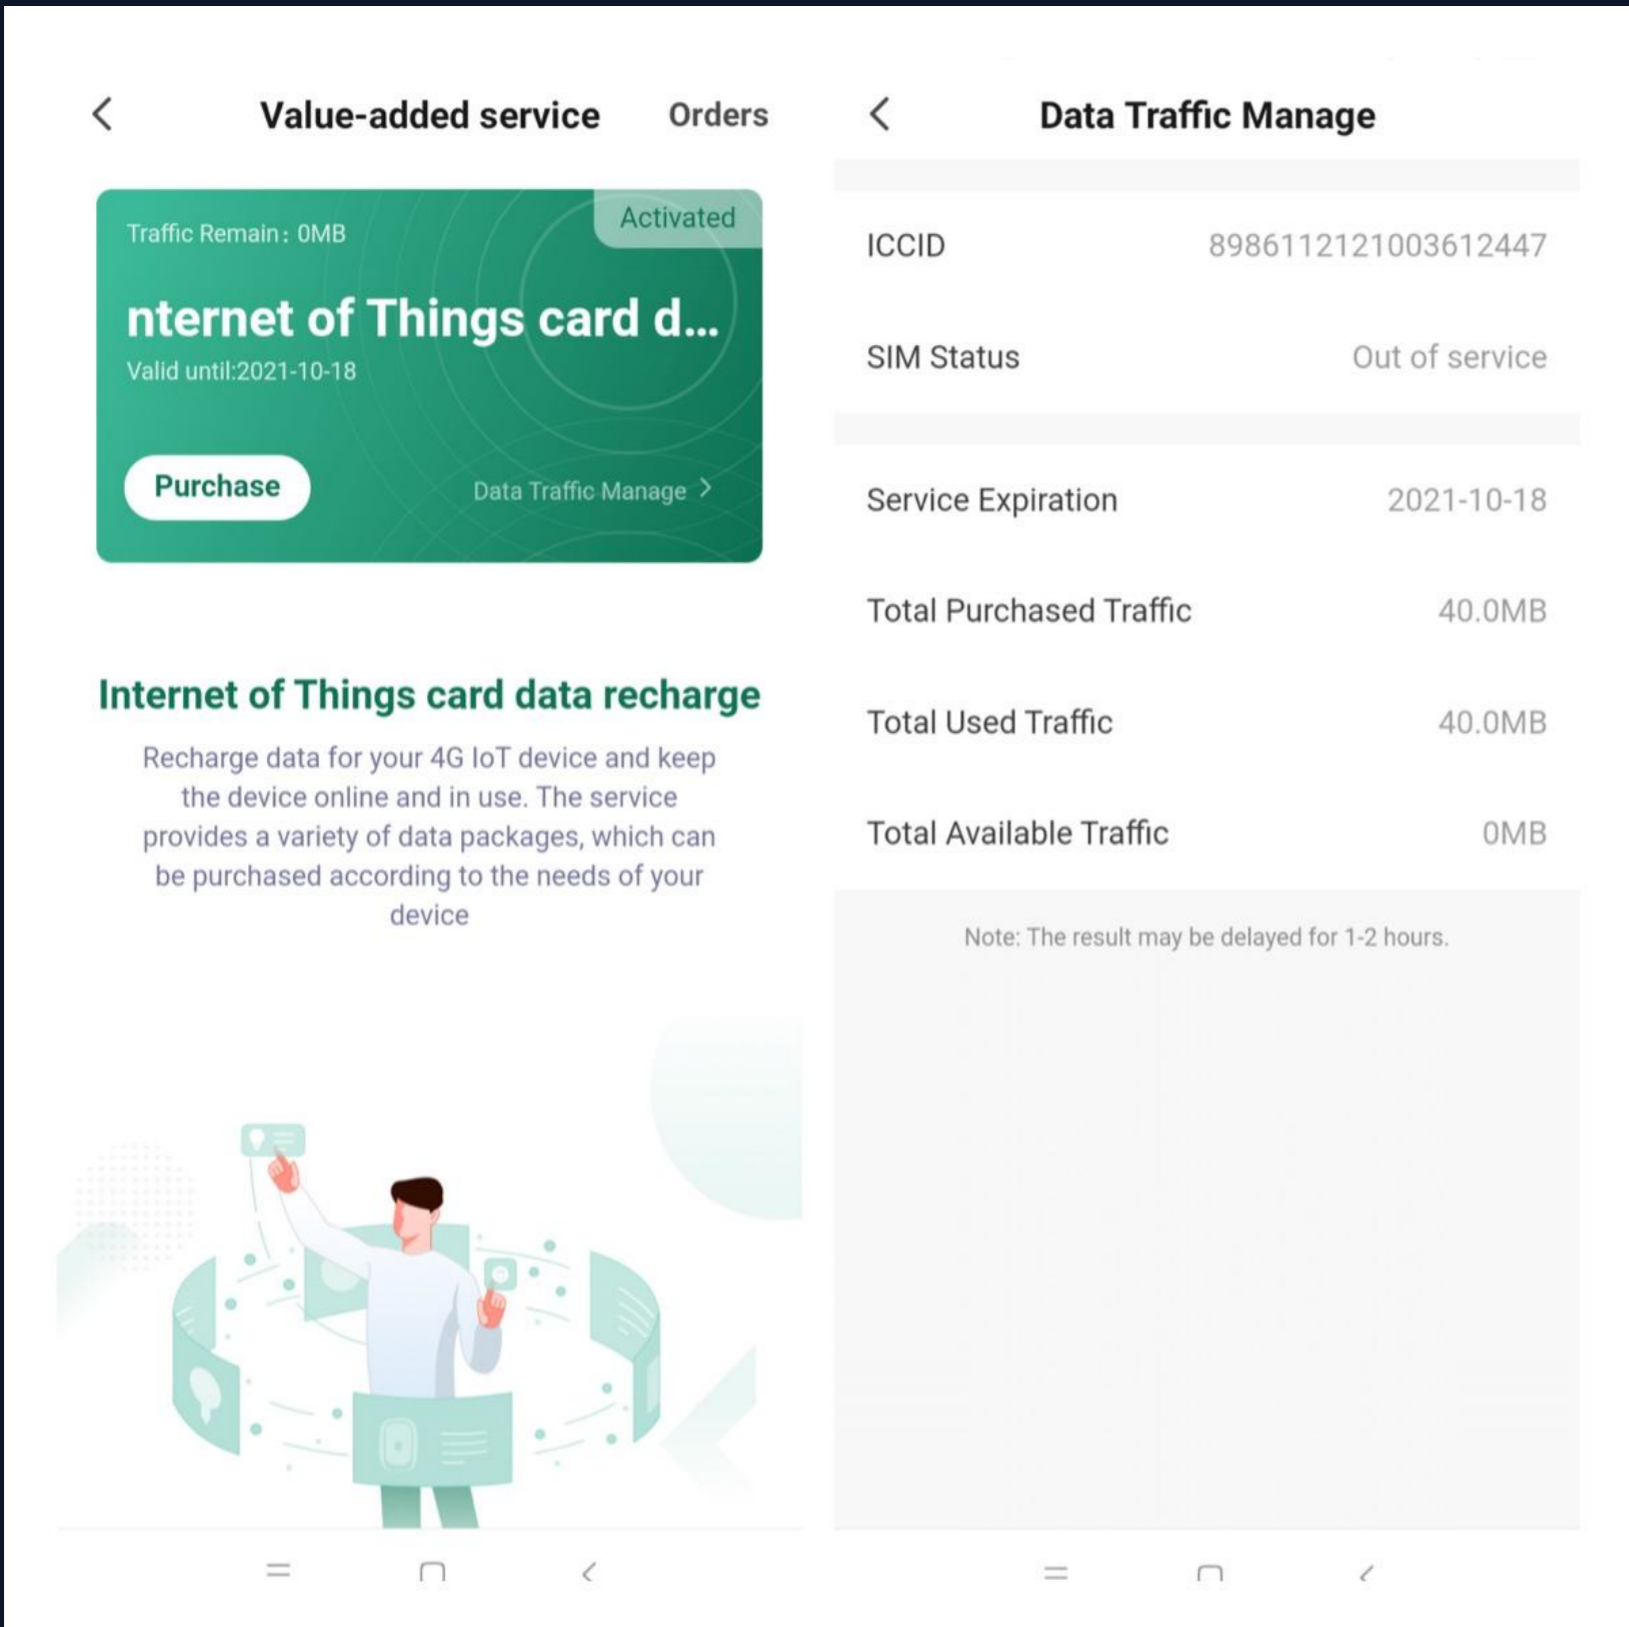 Value-added service Orders
Traffic Remain: 0MB
Activated
nternet of Things card d...
Valid until:2021-10-18
Purchase
Data Traffic Manage
Internet of Things card data recharge
Recharge data for your 4G IoT device and keep
the device online and in use. The service
provides a variety of data packages, which can
be purchased according to the needs of your
device
Data Traffic Manage
ICCID 8986112121003612447
SIM Status Out of service
Service Expiration 2021-10-18
Total Purchased Traffic 40.0MB
Total Used Traffic 40.0MB
Total Available Traffic 0MB
Note: The result may be delayed for 1-2 hours.